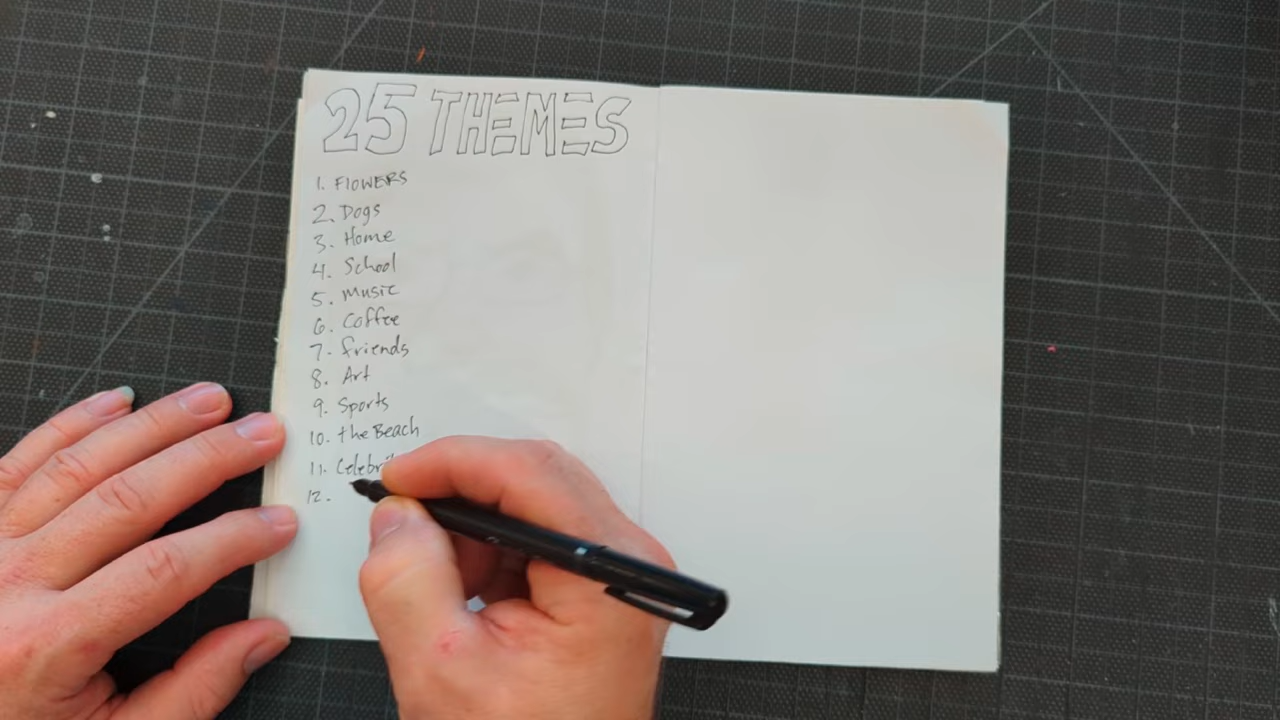 25 THEMES
1. FlOWERS
2. Dogs
3. Home
4. School
5. Music
6. Coffee
7. friends
8. Art
9. Sports
10. the Beach
11.
12.